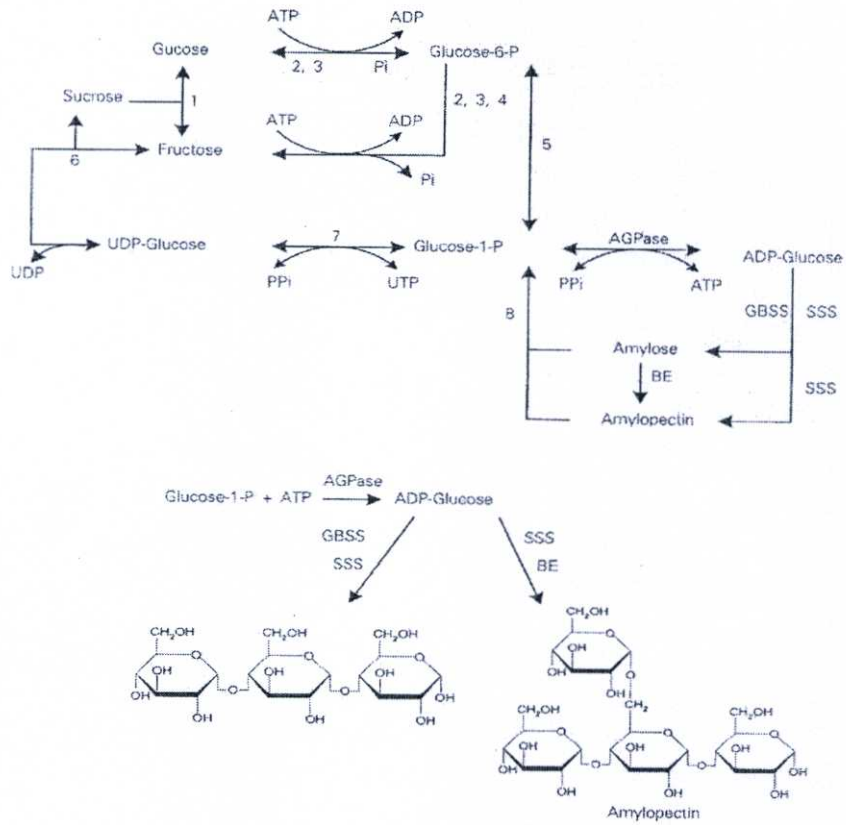 ATP ADP
Gucose Glucose-6-P
2, 3 Pi
2, 3, 4
Sucrose 1
ATP ADP
5
6 Fructose
Pi
7
UDP-Glucose Glucose-1-P AGPase ADP-Glucose
UDP PPi UTP PPi ATP
8 GBSS SSS
Amylose
BE SSS
Amylopectin
AGPase
Glucose-1-P + ATP ADP-Glucose
GBSS SSS
SSS BE
CH₂OH
O
OH
CH₂OH CH₂OH CH₂OH OH
O O O OH O
OH OH OH CH₂
OH O O OH CH₂OH CH₂OH
OH OH OH O O O
OH OH OH
OH O O OH
OH OH OH
Amylopectin